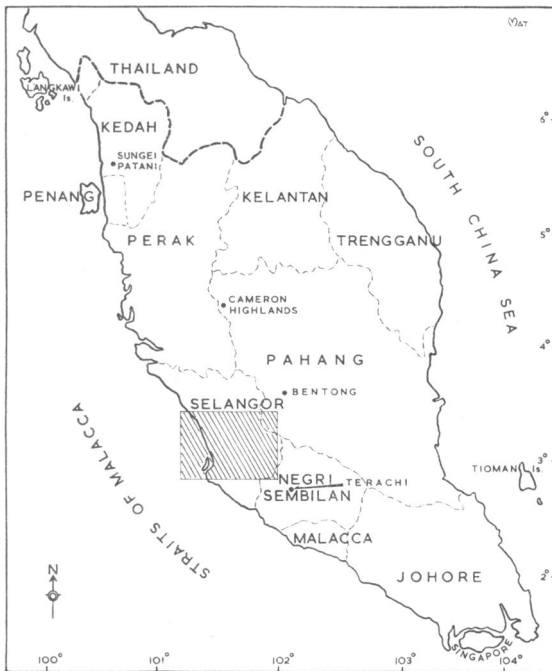 MAT
THAILAND
LANGKAWI
Is.
KEDAH
6°
SUNGEI
PATANI
SOUTH CHINA SEA
PENANG
KELANTAN
5°
PERAK
TRENGGANU
CAMERON
HIGHLANDS
4°
PAHANG
BENTONG
SELANGOR
3°
TIOMAN Is.
NEGRI
SEMBILAN
TERACHI
STRAITS OF MALACCA
MALACCA
N
JOHORE
2°
SINGAPORE
100°
101°
102°
103°
104°